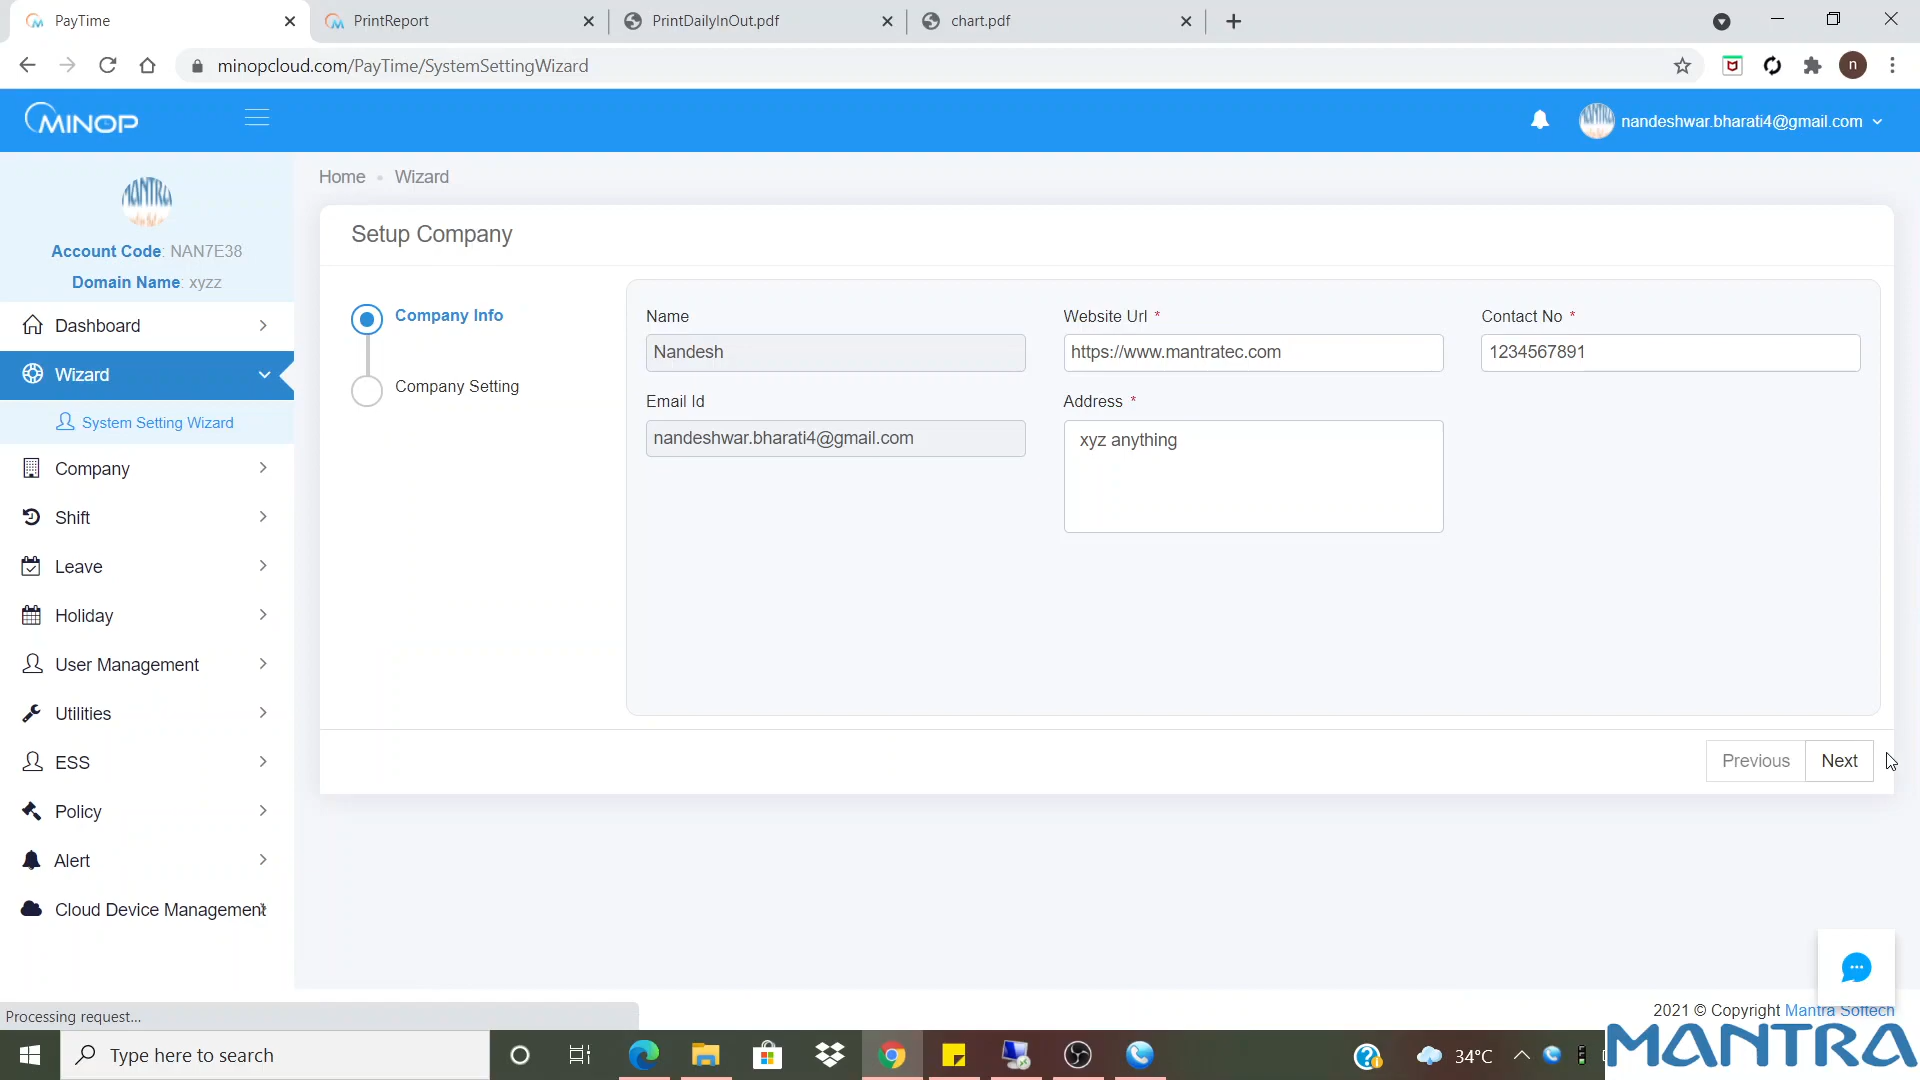 PayTime
PrintReport
PrintDailyInOut.pdf
chart.pdf
minopcloud.com/PayTime/SystemSettingWizard
n
MINOP
MANTRA
nandeshwar.bharati4@gmail.com
MANTRA
Account Code: NAN7E38
Domain Name: xyzz
Dashboard
Wizard
System Setting Wizard
Company
Shift
Leave
Holiday
User Management
Utilities
ESS
Policy
Alert
Cloud Device Management
Home • Wizard
Setup Company
Company Info
Company Setting
Name
Nandesh
Website Url *
https://www.mantratec.com
Contact No *
1234567891
Email Id
nandeshwar.bharati4@gmail.com
Address *
xyz anything
Previous
Next
Processing request...
2021 © Copyright Mantra Softech
Type here to search
34°C
MANTRA